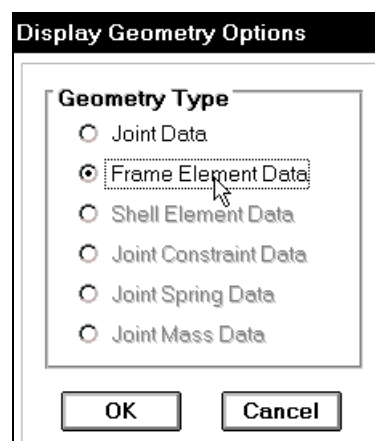 Display Geometry Options
Geometry Type
Joint Data
Frame Element Data
Shell Element Data
Joint Constraint Data
Joint Spring Data
Joint Mass Data
OK
Cancel